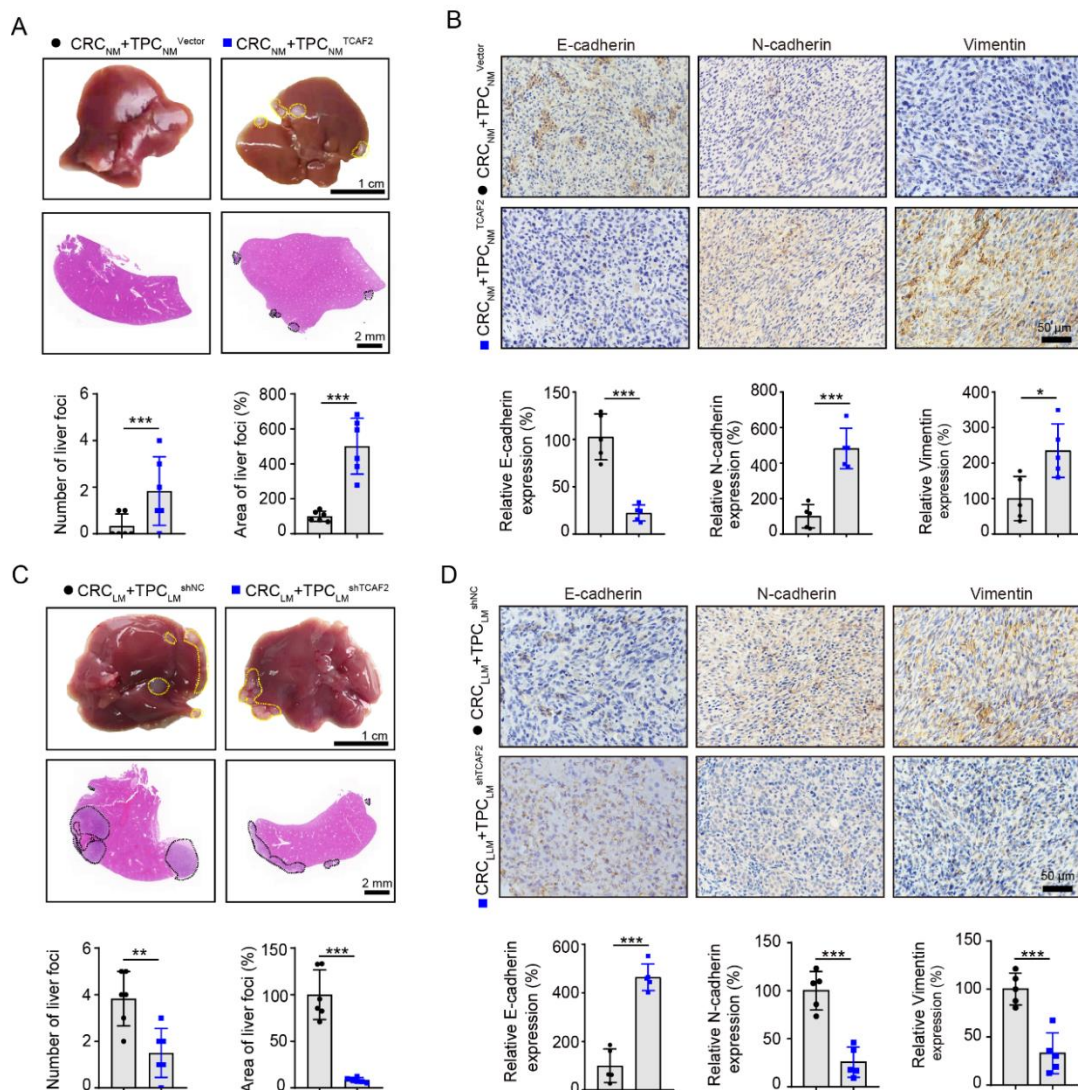 A
● CRC_NM+TPC_NM^Vector ■ CRC_NM+TPC_NM^TCAF2
1 cm
2 mm
Number of liver foci
6
4
2
0
***
Area of liver foci (%)
800
600
400
200
0
***
B
E-cadherin N-cadherin Vimentin
● CRC_NM+TPC_NM^Vector
■ CRC_NM+TPC_NM^TCAF2
50 µm
Relative E-cadherin
expression (%)
150
100
50
0
***
Relative N-cadherin
expression (%)
800
600
400
200
0
***
Relative Vimentin
expression (%)
400
300
200
100
0
*
C
● CRC_LM+TPC_LM^shNC ■ CRC_LM+TPC_LM^shTCAF2
1 cm
2 mm
Number of liver foci
6
4
2
0
**
Area of liver foci (%)
150
100
50
0
***
D
E-cadherin N-cadherin Vimentin
● CRC_LLM+TPC_LM^shNC
■ CRC_LLM+TPC_LM^shTCAF2
50 µm
Relative E-cadherin
expression (%)
600
400
200
0
***
Relative N-cadherin
expression (%)
150
100
50
0
***
Relative Vimentin
expression (%)
150
100
50
0
***